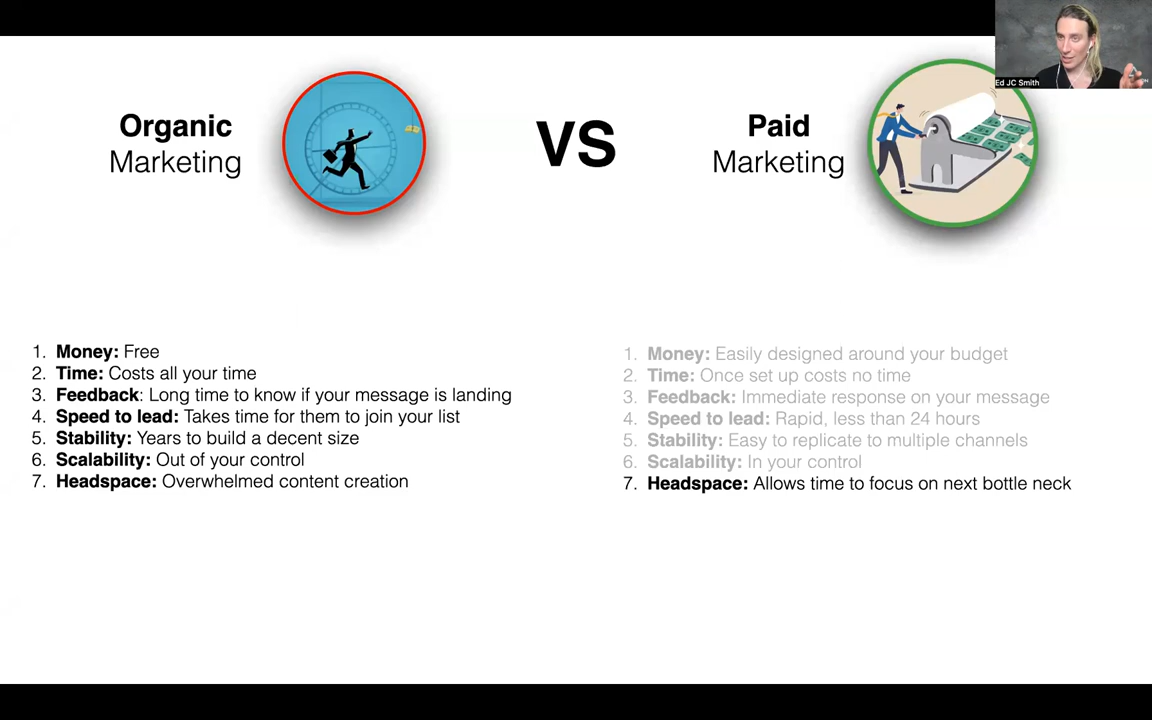 Ed JC Smith
Organic
Marketing
VS
Paid
Marketing
1. Money: Free
2. Time: Costs all your time
3. Feedback: Long time to know if your message is landing
4. Speed to lead: Takes time for them to join your list
5. Stability: Years to build a decent size
6. Scalability: Out of your control
7. Headspace: Overwhelmed content creation
1. Money: Easily designed around your budget
2. Time: Once set up costs no time
3. Feedback: Immediate response on your message
4. Speed to lead: Rapid, less than 24 hours
5. Stability: Easy to replicate to multiple channels
6. Scalability: In your control
7. Headspace: Allows time to focus on next bottle neck